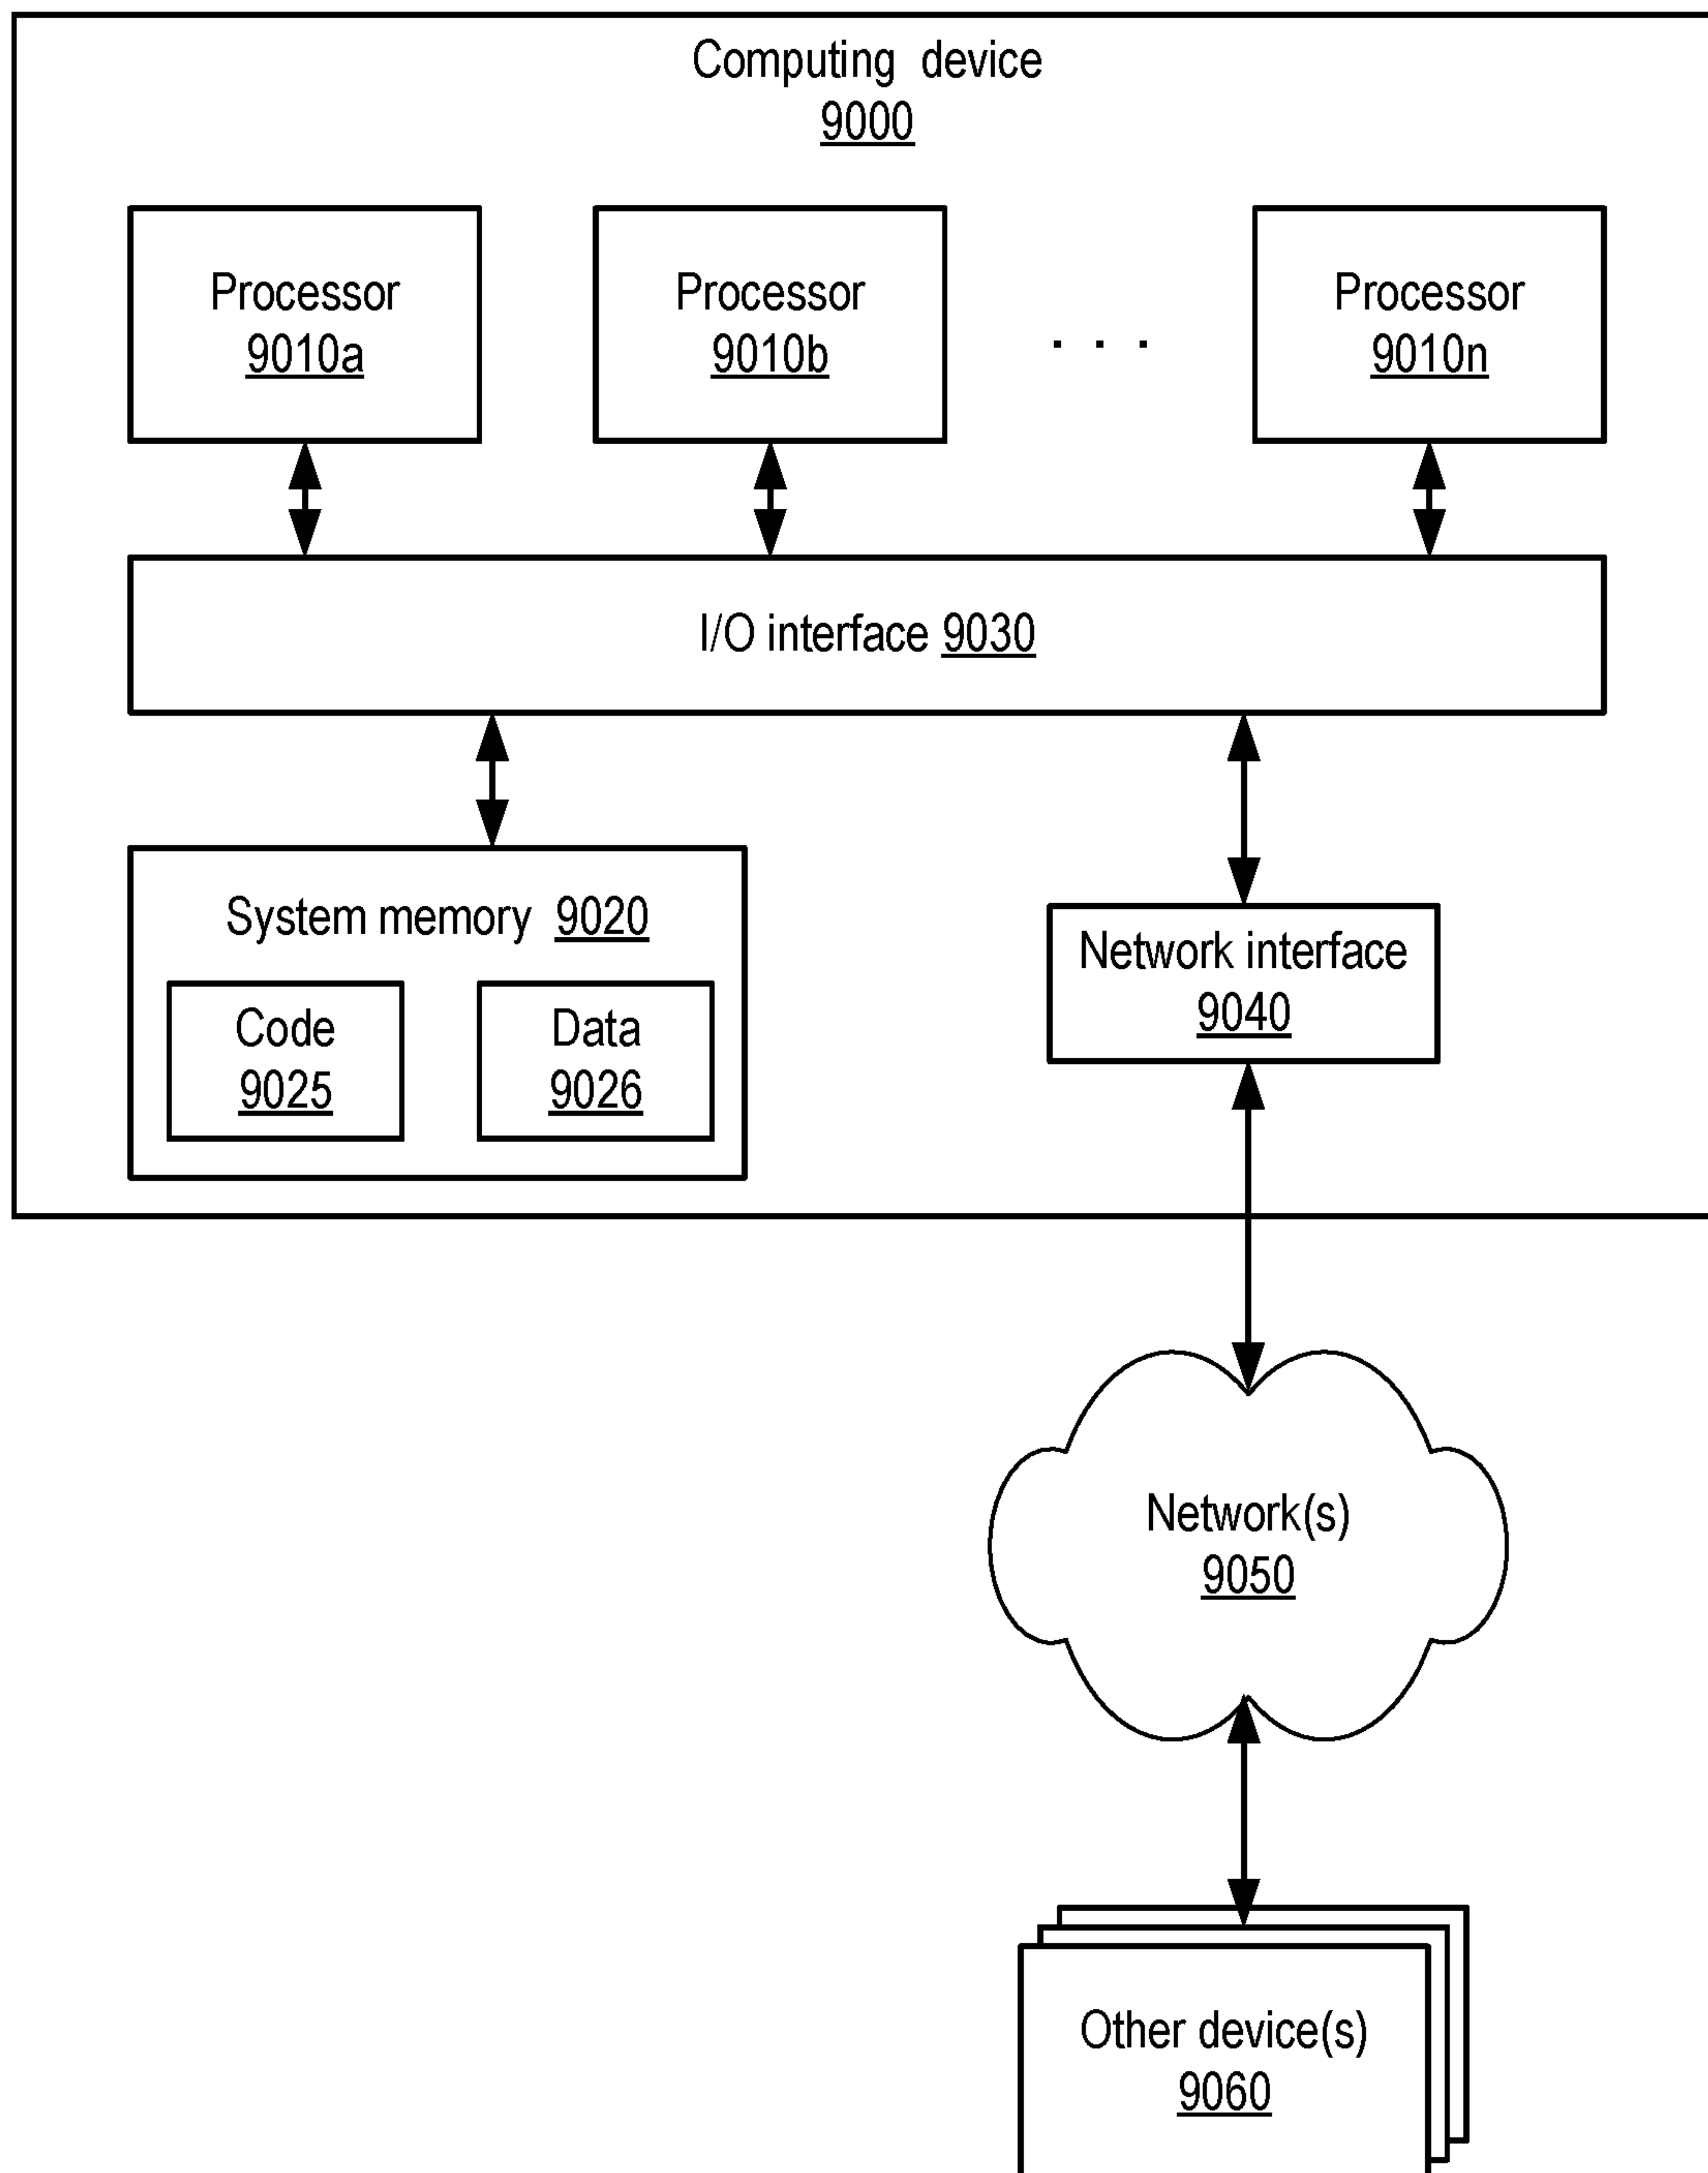 Computing device
9000
Processor
9010a
Processor
9010b
. . .
Processor
9010n
I/O interface 9030
System memory 9020
Code
9025
Data
9026
Network interface
9040
Network(s)
9050
Other device(s)
9060